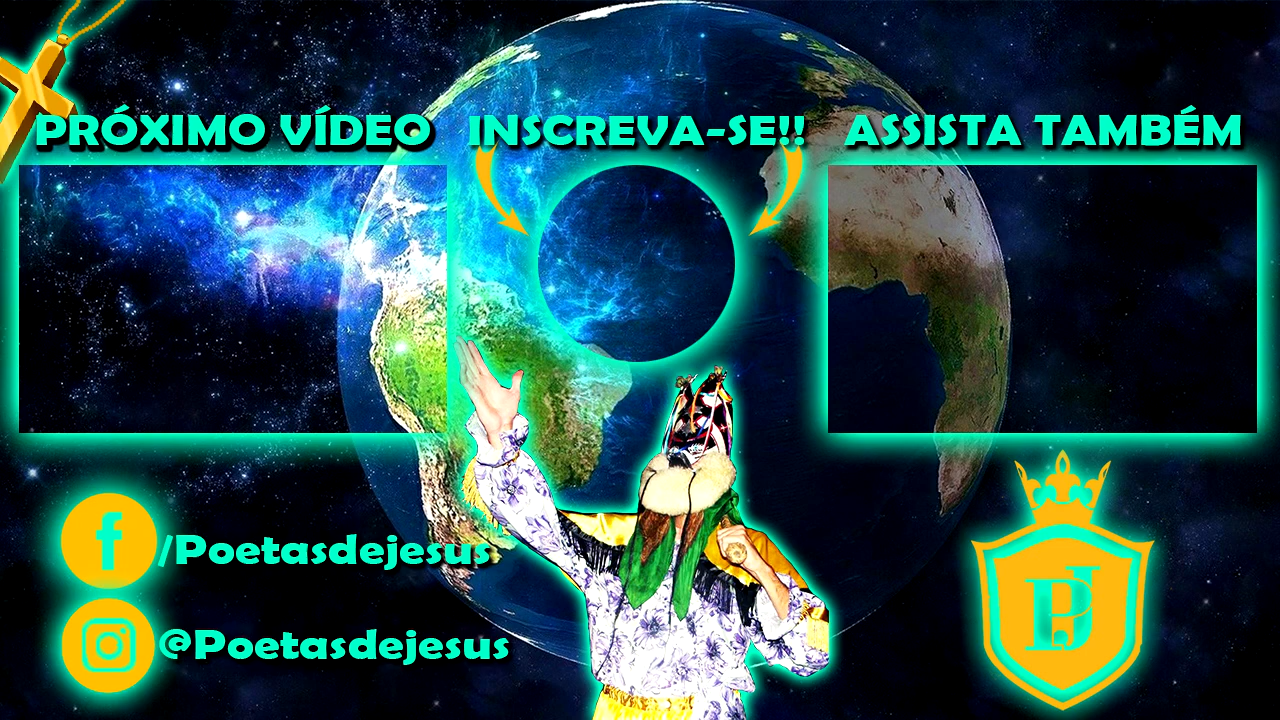 PRÓXIMO VÍDEO
INSCREVA-SE!!
ASSISTA TAMBÉM
/Poetasdejesus
@Poetasdejesus
PJ